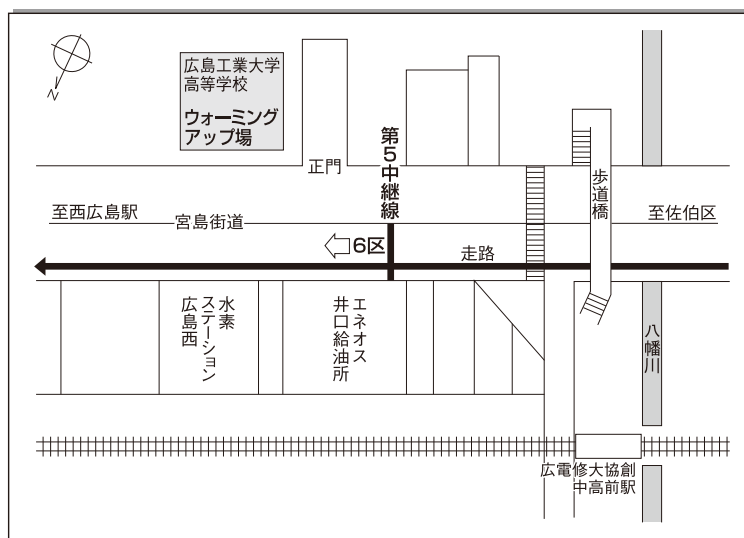 N
広島工業大学
高等学校
ウォーミング
アップ場
正門
第5中継線
歩道橋
至西広島駅
宮島街道
至佐伯区
6区
走路
水素
ステーション
広島西
エネオス
井口給油所
八幡川
広電修大協創
中高前駅